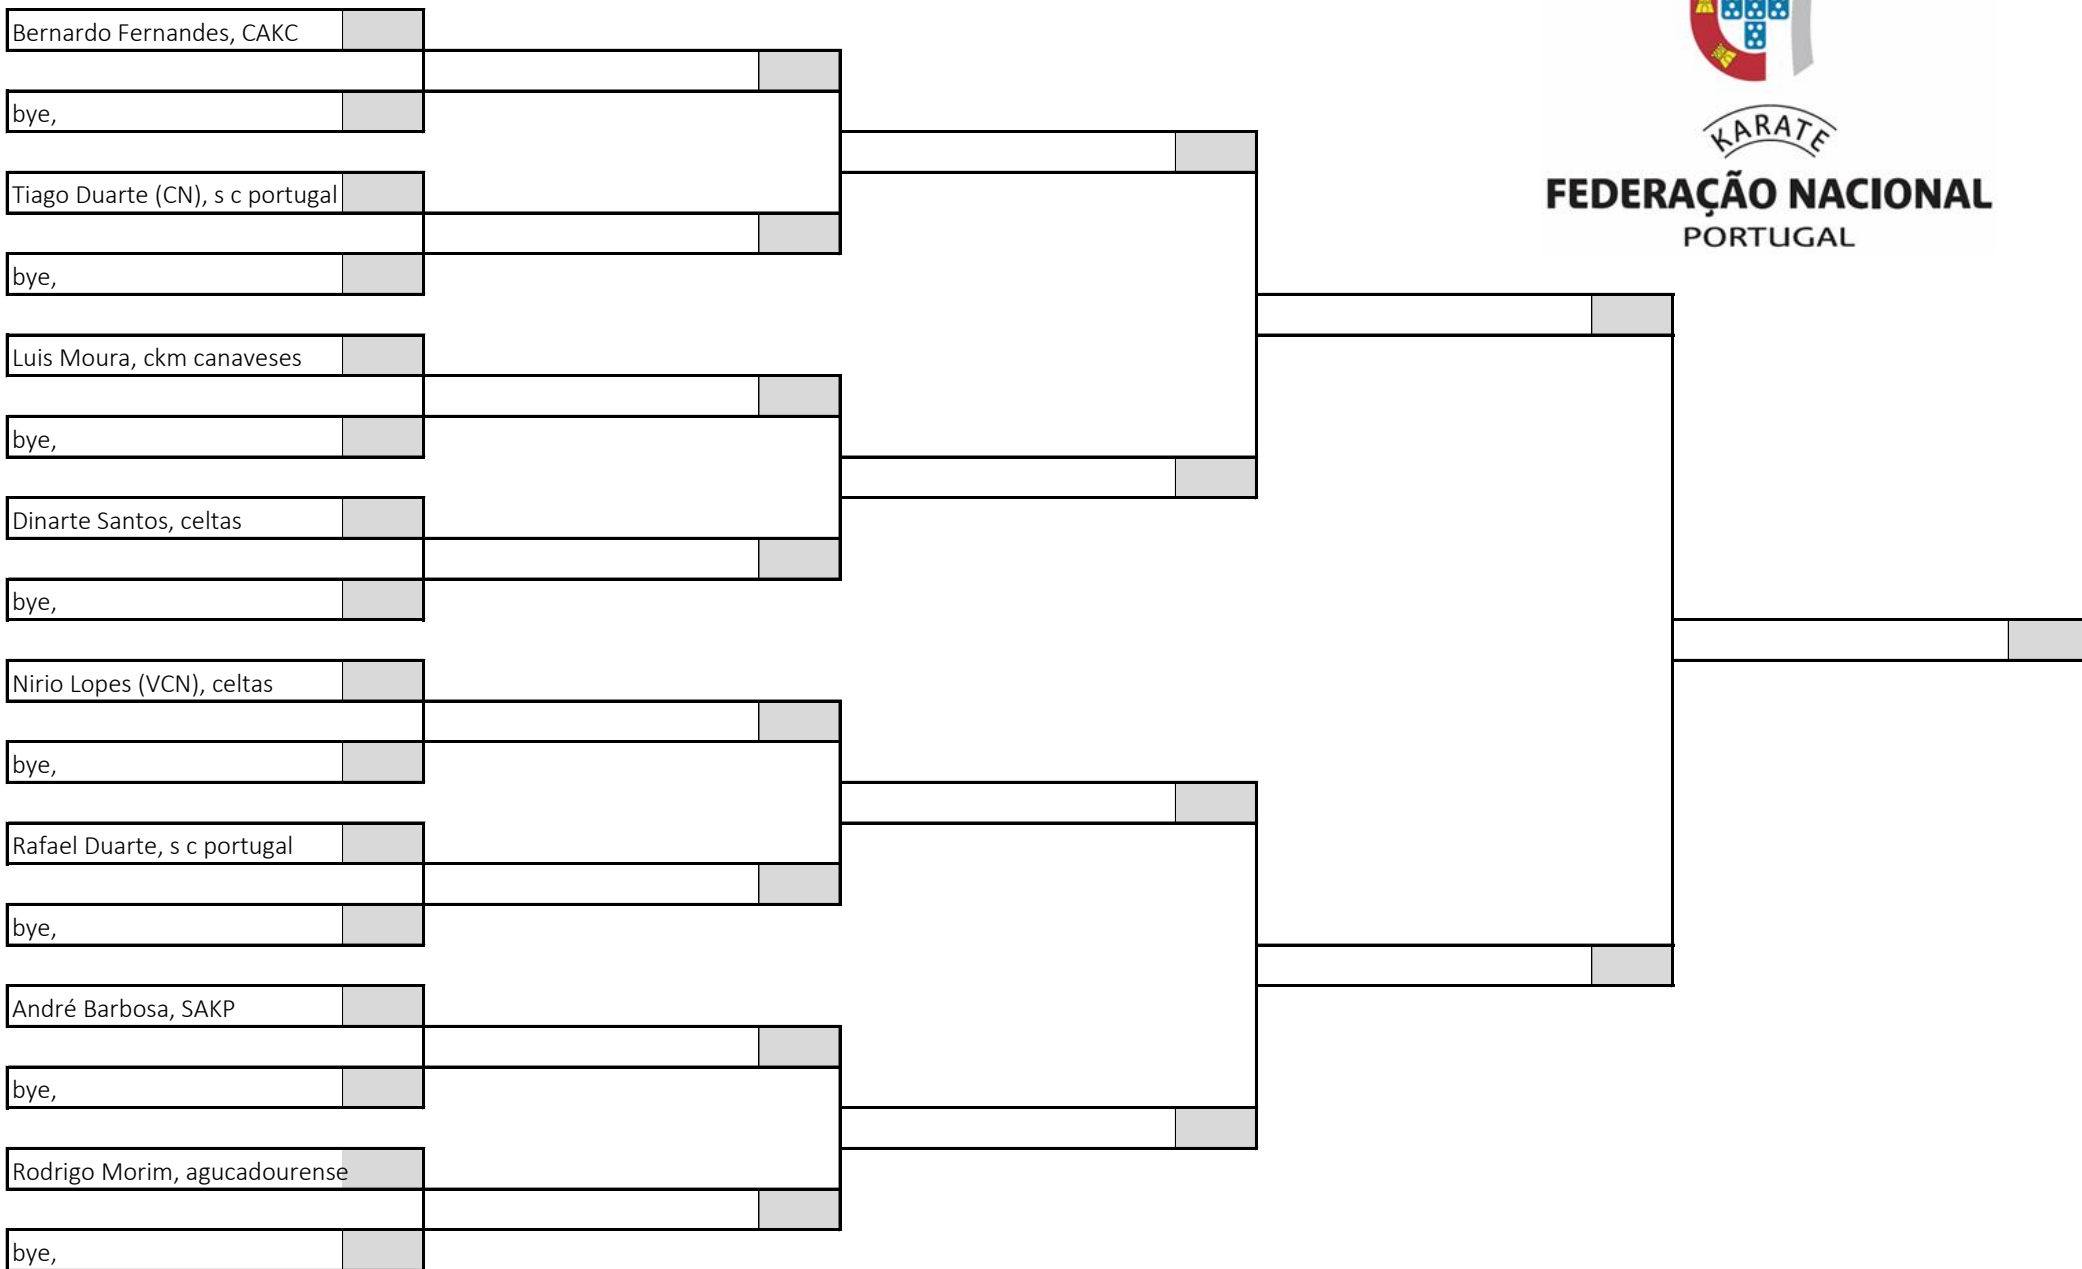 Bernardo Fernandes, CAKC
bye,
Tiago Duarte (CN), s c portugal
bye,
Luis Moura, ckm canaveses
bye,
Dinarte Santos, celtas
bye,
Nirio Lopes (VCN), celtas
bye,
Rafael Duarte, s c portugal
bye,
André Barbosa, SAKP
bye,
Rodrigo Morim, agucadourense
bye,
KARATE
FEDERAÇÃO NACIONAL
PORTUGAL